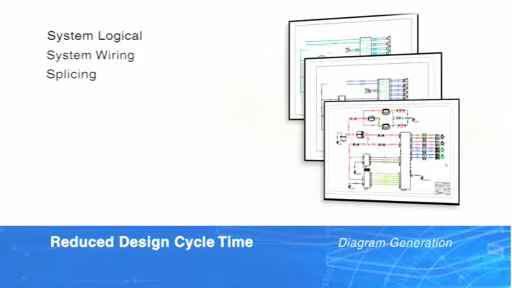 System Logical
System Wiring
Splicing
Reduced Design Cycle Time
Diagram Generation